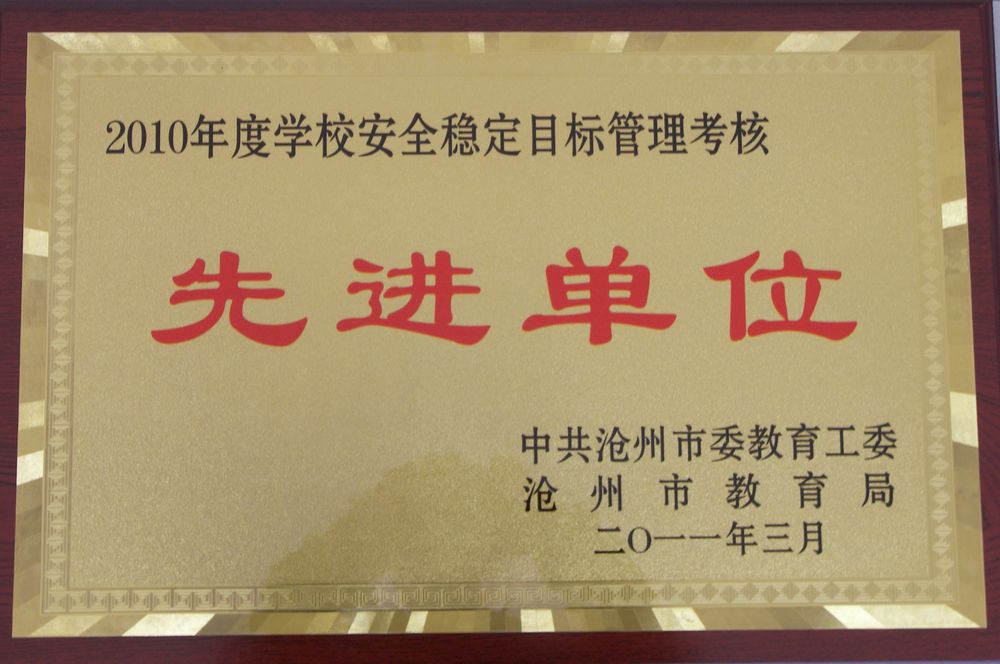 2010年度学校安全稳定目标管理考核
先进单位
中共沧州市委教育工委
沧州市教育局
二〇一一年三月